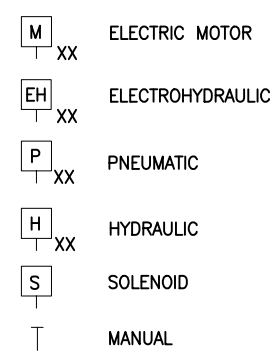 M XX ELECTRIC MOTOR
EH XX ELECTROHYDRAULIC
P XX PNEUMATIC
H XX HYDRAULIC
S SOLENOID
MANUAL